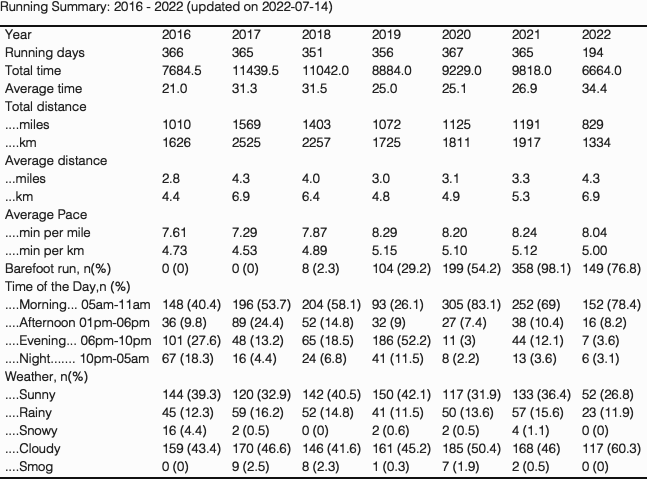 Running Summary: 2016 - 2022 (updated on 2022-07-14)
Year 2016 2017 2018 2019 2020 2021 2022
Running days 366 365 351 356 367 365 194
Total time 7684.5 11439.5 11042.0 8884.0 9229.0 9818.0 6664.0
Average time 21.0 31.3 31.5 25.0 25.1 26.9 34.4
Total distance
....miles 1010 1569 1403 1072 1125 1191 829
....km 1626 2525 2257 1725 1811 1917 1334
Average distance
...miles 2.8 4.3 4.0 3.0 3.1 3.3 4.3
...km 4.4 6.9 6.4 4.8 4.9 5.3 6.9
Average Pace
....min per mile 7.61 7.29 7.87 8.29 8.20 8.24 8.04
....min per km 4.73 4.53 4.89 5.15 5.10 5.12 5.00
Barefoot run, n(%) 0 (0) 0 (0) 8 (2.3) 104 (29.2) 199 (54.2) 358 (98.1) 149 (76.8)
Time of the Day,n (%)
....Morning... 05am-11am 148 (40.4) 196 (53.7) 204 (58.1) 93 (26.1) 305 (83.1) 252 (69) 152 (78.4)
....Afternoon 01pm-06pm 36 (9.8) 89 (24.4) 52 (14.8) 32 (9) 27 (7.4) 38 (10.4) 16 (8.2)
....Evening... 06pm-10pm 101 (27.6) 48 (13.2) 65 (18.5) 186 (52.2) 11 (3) 44 (12.1) 7 (3.6)
....Night....... 10pm-05am 67 (18.3) 16 (4.4) 24 (6.8) 41 (11.5) 8 (2.2) 13 (3.6) 6 (3.1)
Weather, n(%)
....Sunny 144 (39.3) 120 (32.9) 142 (40.5) 150 (42.1) 117 (31.9) 133 (36.4) 52 (26.8)
....Rainy 45 (12.3) 59 (16.2) 52 (14.8) 41 (11.5) 50 (13.6) 57 (15.6) 23 (11.9)
....Snowy 16 (4.4) 2 (0.5) 0 (0) 2 (0.6) 2 (0.5) 4 (1.1) 0 (0)
....Cloudy 159 (43.4) 170 (46.6) 146 (41.6) 161 (45.2) 185 (50.4) 168 (46) 117 (60.3)
....Smog 0 (0) 9 (2.5) 8 (2.3) 1 (0.3) 7 (1.9) 2 (0.5) 0 (0)